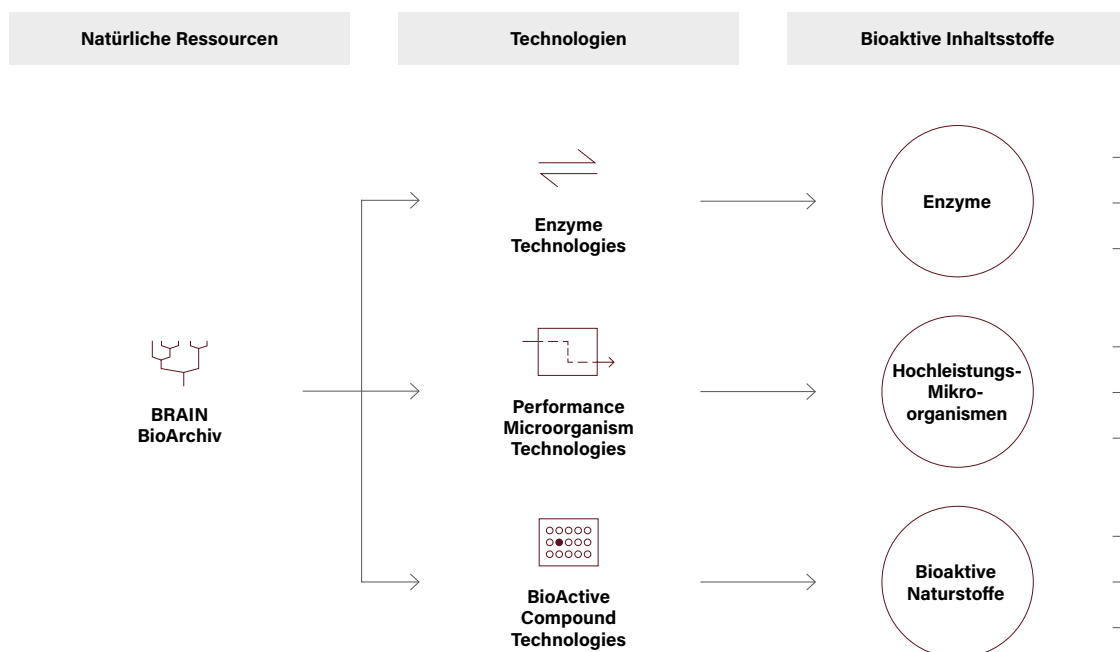 Natürliche Ressourcen
Technologien
Bioaktive Inhaltsstoffe
Enzyme
Technologies
Enzyme
BRAIN
BioArchiv
Performance
Microorganism
Technologies
Hochleistungs-
Mikro-
organismen
BioActive
Compound
Technologies
Bioaktive
Naturstoffe